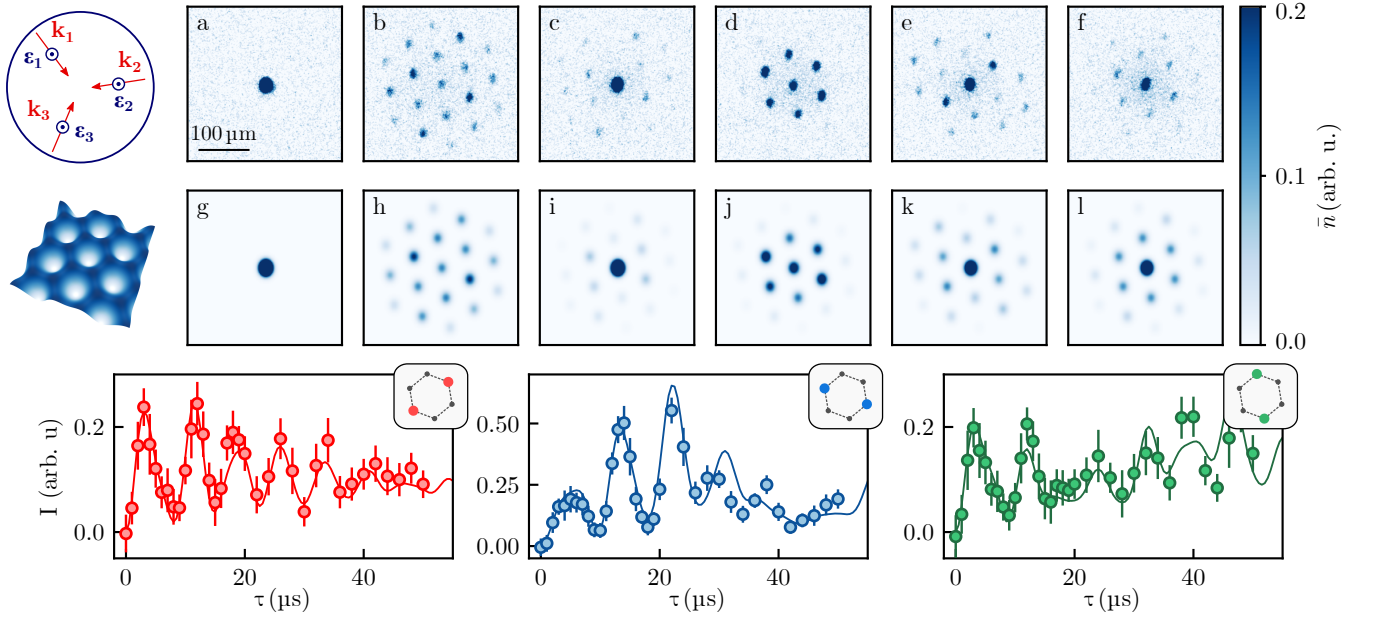 k₁
ε₁
k₂
ε₂
k₃
ε₃
a
100 µm
b
c
d
e
f
g
h
i
j
k
l
0.2
0.1
0.0
n̄ (arb. u.)
I (arb. u)
0.2
0.0
0
20
40
τ (µs)
0.50
0.25
0.00
0
20
40
τ (µs)
0.2
0.0
0
20
40
τ (µs)